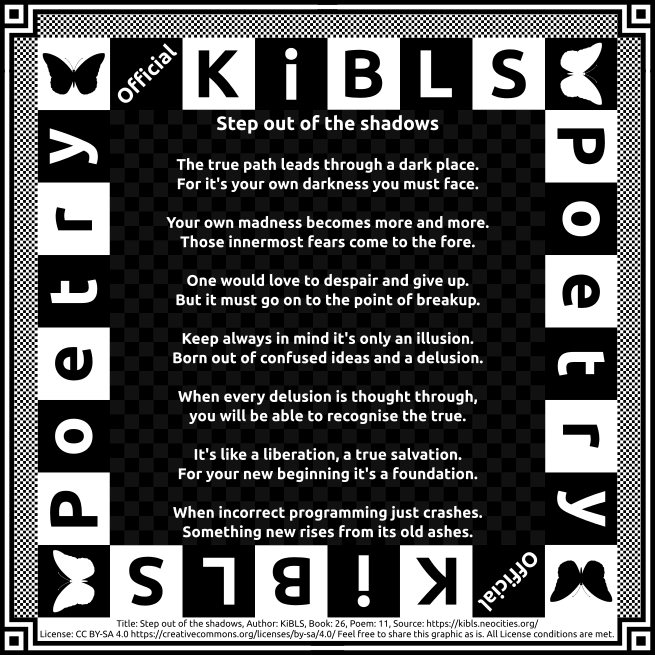 Official KiBLS
Poetry
Poetry
Step out of the shadows
The true path leads through a dark place.
For it's your own darkness you must face.
Your own madness becomes more and more.
Those innermost fears come to the fore.
One would love to despair and give up.
But it must go on to the point of breakup.
Keep always in mind it's only an illusion.
Born out of confused ideas and a delusion.
When every delusion is thought through,
you will be able to recognise the true.
It's like a liberation, a true salvation.
For your new beginning it's a foundation.
When incorrect programming just crashes.
Something new rises from its old ashes.
Official KiBLS
Title: Step out of the shadows, Author: KiBLS, Book: 26, Poem: 11, Source: https://kibls.neocities.org/
License: CC BY-SA 4.0 https://creativecommons.org/licenses/by-sa/4.0/ Feel free to share this graphic as is. All License conditions are met.